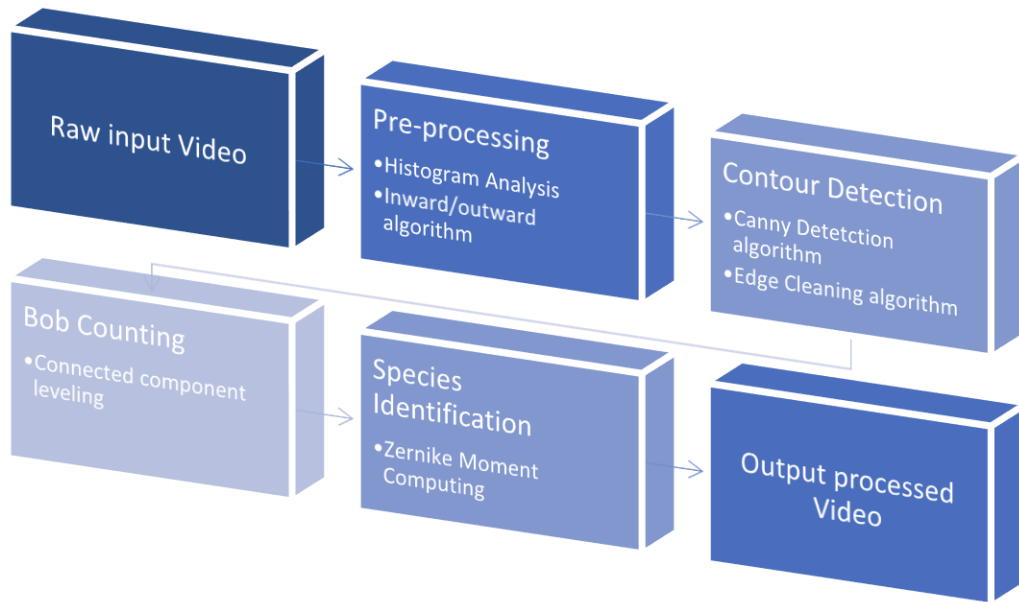 Raw input Video
Pre-processing
•Histogram Analysis
•Inward/outward
algorithm
Contour Detection
•Canny Detetction
algorithm
•Edge Cleaning algorithm
Bob Counting
•Connected component
leveling
Species
Identification
•Zernike Moment
Computing
Output processed
Video